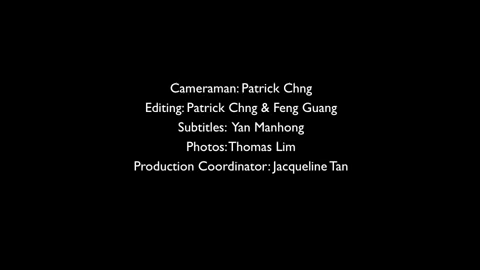 Cameraman: Patrick Chng
Editing: Patrick Chng & Feng Guang
Subtitles: Yan Manhong
Photos: Thomas Lim
Production Coordinator: Jacqueline Tan